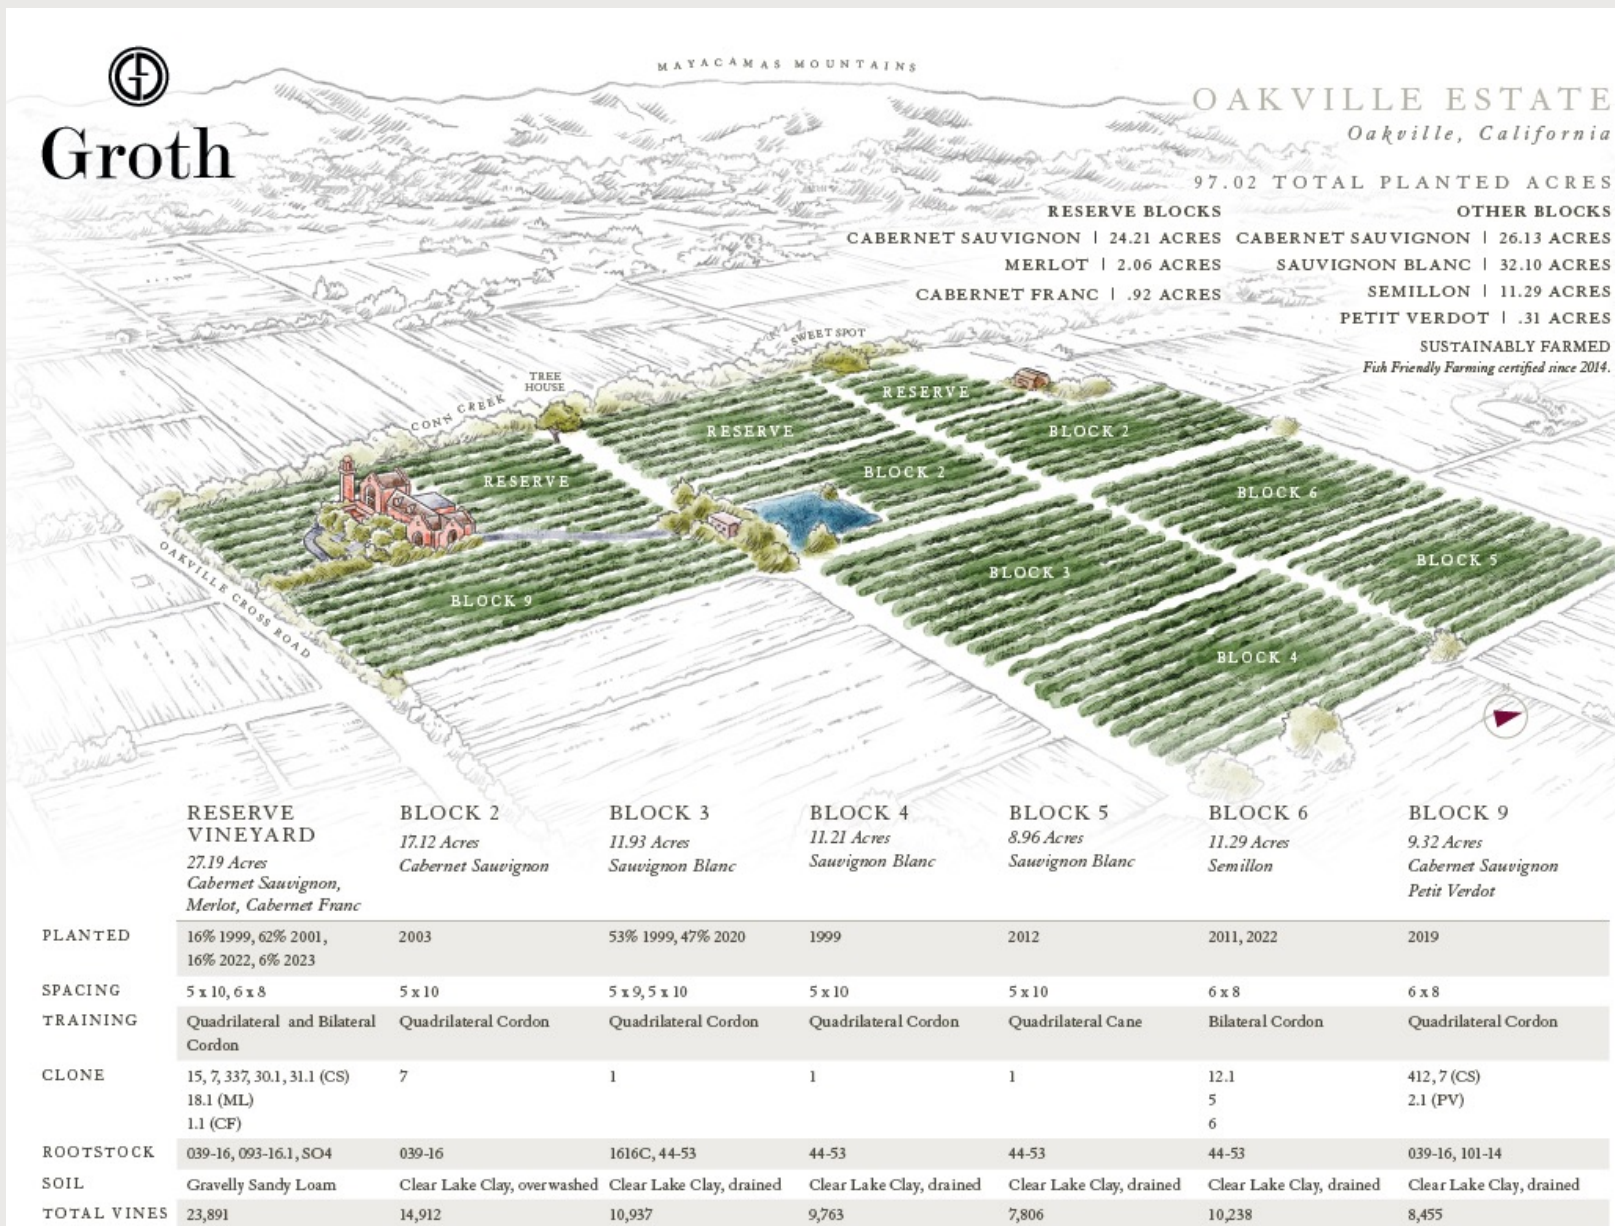 MAYACAMAS MOUNTAINS
Groth
OAKVILLE ESTATE
Oakville, California
97.02 TOTAL PLANTED ACRES
RESERVE BLOCKS
CABERNET SAUVIGNON | 24.21 ACRES
MERLOT | 2.06 ACRES
CABERNET FRANC | .92 ACRES
OTHER BLOCKS
CABERNET SAUVIGNON | 26.13 ACRES
SAUVIGNON BLANC | 32.10 ACRES
SEMILLON | 11.29 ACRES
PETIT VERDOT | .31 ACRES
SUSTAINABLY FARMED
Fish Friendly Farming certified since 2014.
SWEET SPOT
TREE
HOUSE
CONN CREEK
RESERVE
RESERVE
BLOCK 2
BLOCK 2
RESERVE
BLOCK 6
BLOCK 5
BLOCK 3
BLOCK 9
BLOCK 4
OAKVILLE CROSS ROAD
RESERVE
VINEYARD
27.19 Acres
Cabernet Sauvignon,
Merlot, Cabernet Franc
BLOCK 2
17.12 Acres
Cabernet Sauvignon
BLOCK 3
11.93 Acres
Sauvignon Blanc
BLOCK 4
11.21 Acres
Sauvignon Blanc
BLOCK 5
8.96 Acres
Sauvignon Blanc
BLOCK 6
11.29 Acres
Semillon
BLOCK 9
9.32 Acres
Cabernet Sauvignon
Petit Verdot
PLANTED
16% 1999, 62% 2001,
16% 2022, 6% 2023
2003
53% 1999, 47% 2020
1999
2012
2011, 2022
2019
SPACING
5 x 10, 6 x 8
5 x 10
5 x 9, 5 x 10
5 x 10
5 x 10
6 x 8
6 x 8
TRAINING
Quadrilateral and Bilateral
Cordon
Quadrilateral Cordon
Quadrilateral Cordon
Quadrilateral Cordon
Quadrilateral Cane
Bilateral Cordon
Quadrilateral Cordon
CLONE
15, 7, 337, 30.1, 31.1 (CS)
18.1 (ML)
1.1 (CF)
7
1
1
1
12.1
5
6
412, 7 (CS)
2.1 (PV)
ROOTSTOCK
039-16, 093-16.1, SO4
039-16
1616C, 44-53
44-53
44-53
44-53
039-16, 101-14
SOIL
Gravelly Sandy Loam
Clear Lake Clay, overwashed
Clear Lake Clay, drained
Clear Lake Clay, drained
Clear Lake Clay, drained
Clear Lake Clay, drained
Clear Lake Clay, drained
TOTAL VINES
23,891
14,912
10,937
9,763
7,806
10,238
8,455